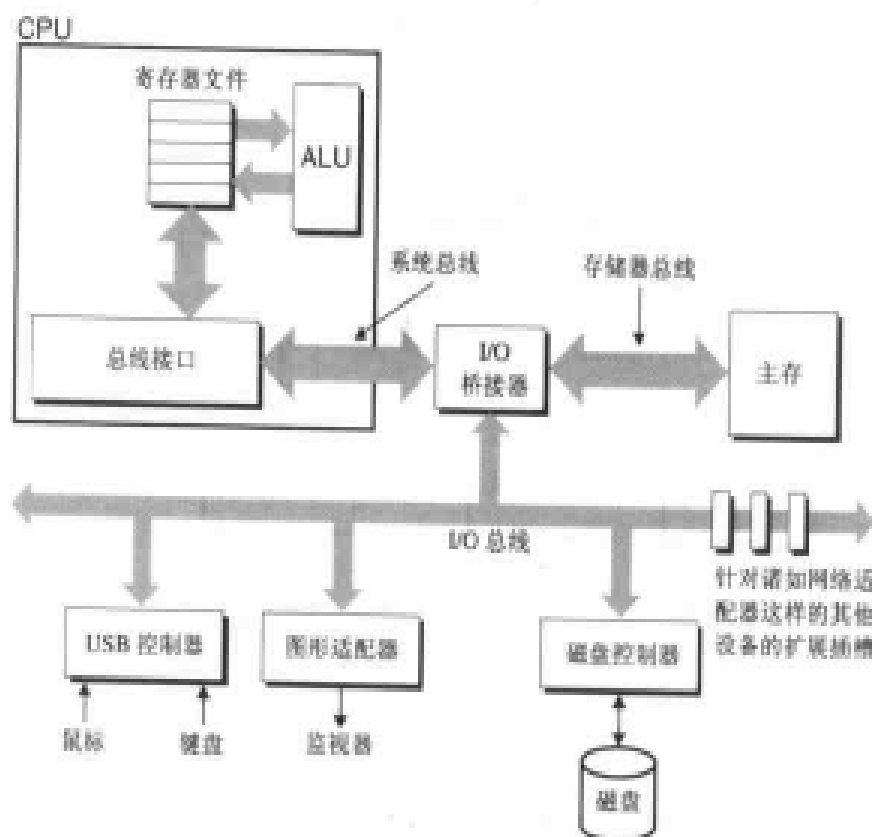 CPU
寄存器文件
ALU
系统总线
存储器总线
总线接口
I/O
桥接器
主存
I/O 总线
针对诸如网络适
配器这样的其他
设备的扩展插槽
USB 控制器
图形适配器
磁盘控制器
鼠标
键盘
监视器
磁盘